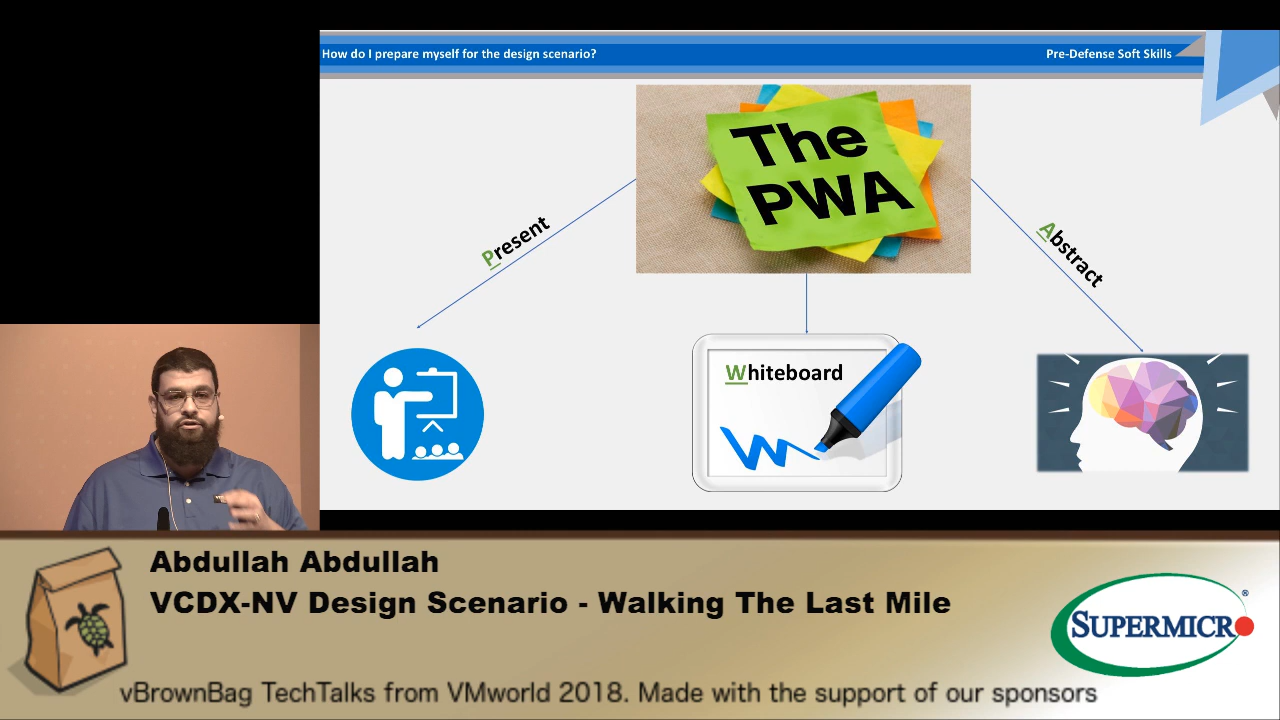 How do I prepare myself for the design scenario?
Pre-Defense Soft Skills
The
PWA
Present
Abstract
Whiteboard
W
Abdullah Abdullah
VCDX-NV Design Scenario - Walking The Last Mile
SUPERMICRO
®
vBrownBag TechTalks from VMworld 2018. Made with the support of our sponsors